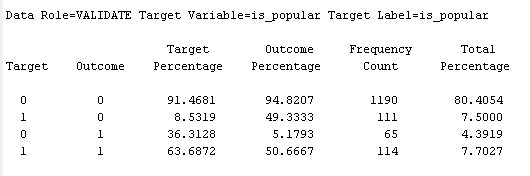 Data Role=VALIDATE Target Variable=is_popular Target Label=is_popular
Target Outcome Frequency Total
Target Outcome Percentage Percentage Count Percentage
0 0 91.4681 94.8207 1190 80.4054
1 0 8.5319 49.3333 111 7.5000
0 1 36.3128 5.1793 65 4.3919
1 1 63.6872 50.6667 114 7.7027